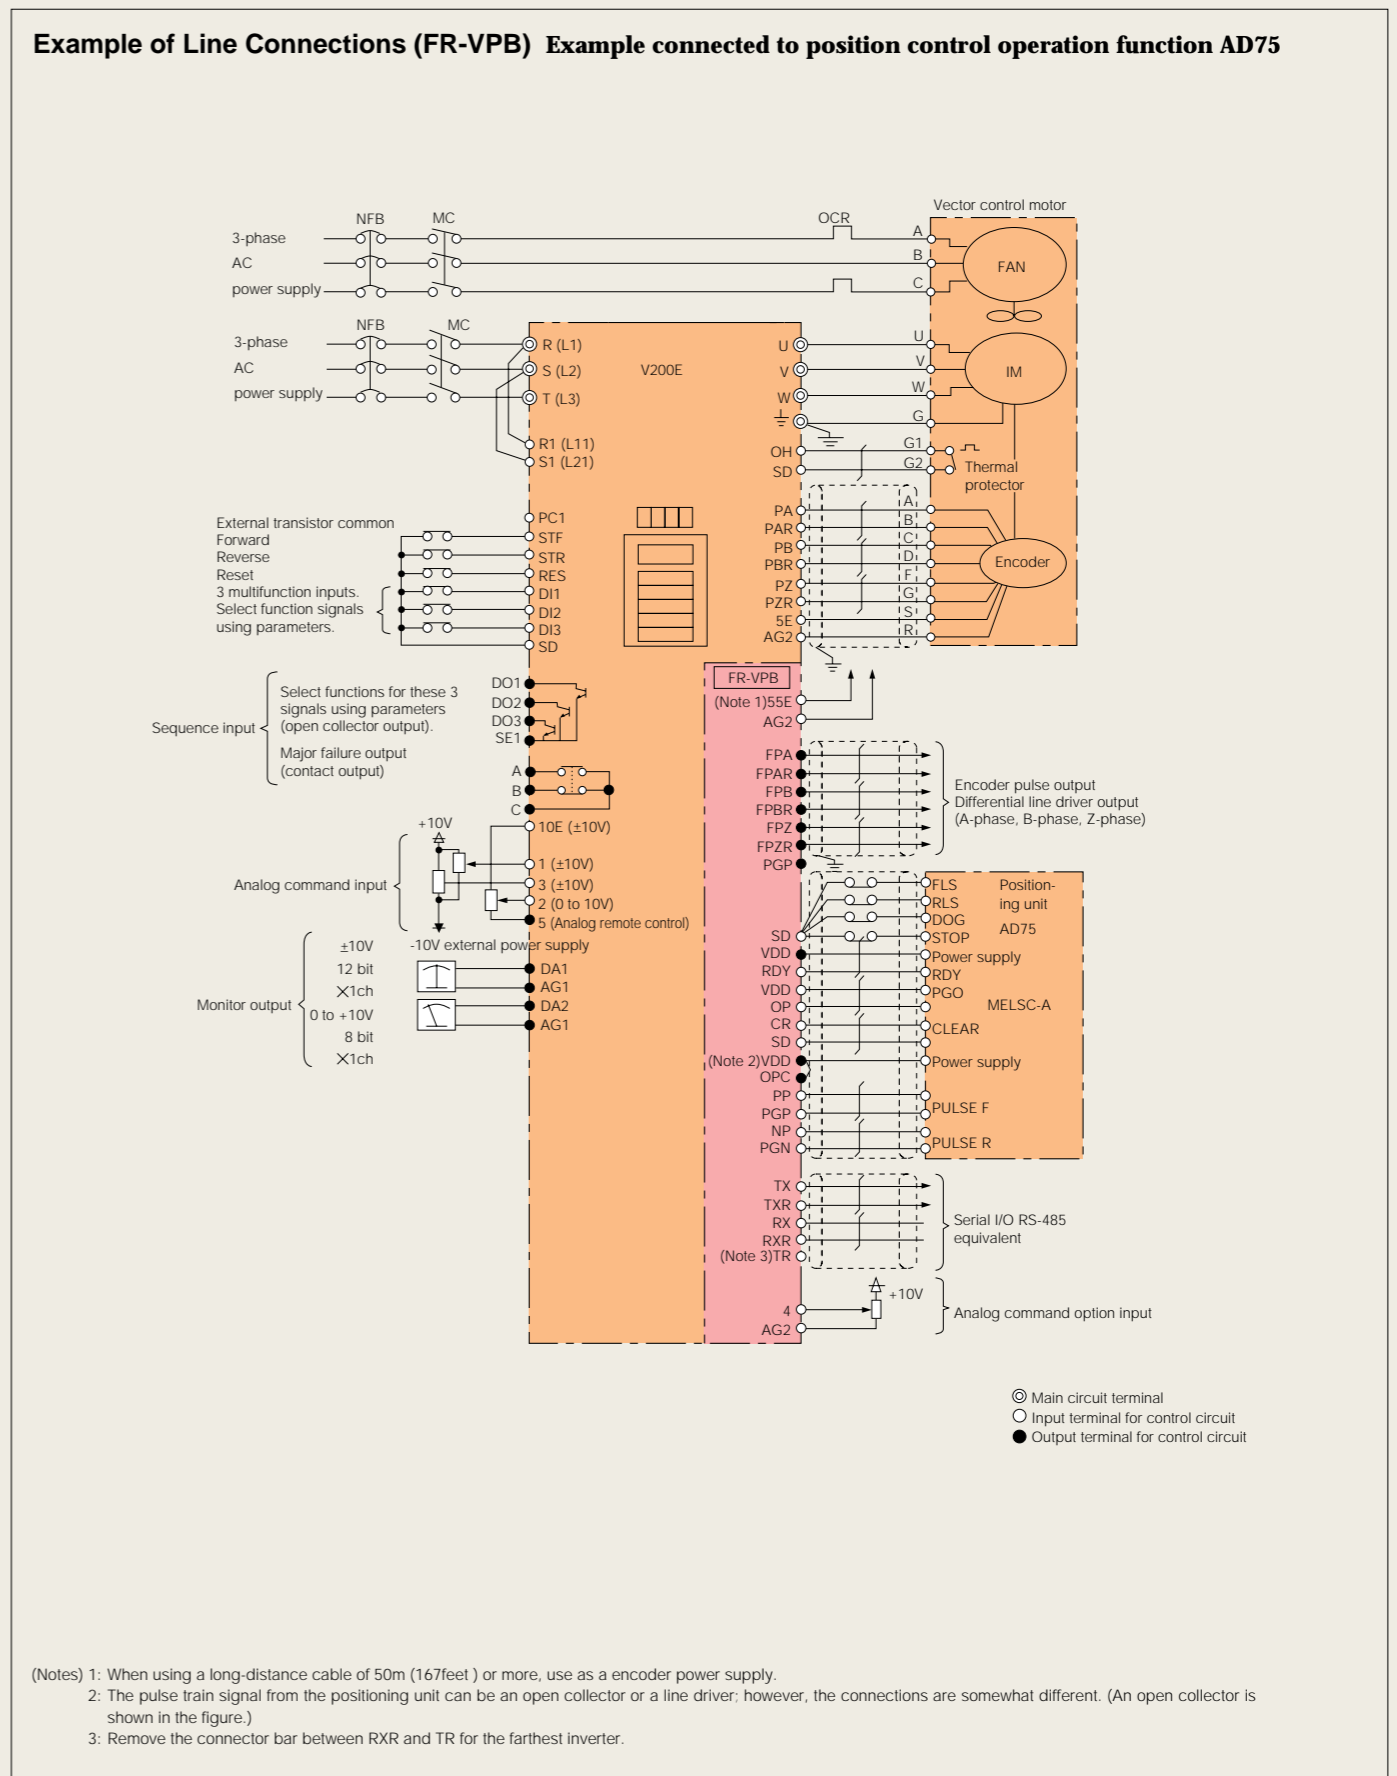 Example of Line Connections (FR-VPB) Example connected to position control operation function AD75
Vector control motor
NFB
MC
OCR
3-phase
AC
power supply
A
B
C
FAN
NFB
MC
3-phase
AC
power supply
R (L1)
S (L2)
T (L3)
R1 (L11)
S1 (L21)
V200E
U
V
W
OH
SD
U
V
W
G
G1
G2
IM
Thermal
protector
External transistor common
Forward
Reverse
Reset
3 multifunction inputs.
Select function signals
using parameters.
PC1
STF
STR
RES
DI1
DI2
DI3
SD
PA
PAR
PB
PBR
PZ
PZR
5E
AG2
A
B
C
D
F
G
S
R
Encoder
Sequence input
Select functions for these 3
signals using parameters
(open collector output).
Major failure output
(contact output)
DO1
DO2
DO3
SE1
A
B
C
FR-VPB
(Note 1)55E
AG2
FPA
FPAR
FPB
FPBR
FPZ
FPZR
PGP
Encoder pulse output
Differential line driver output
(A-phase, B-phase, Z-phase)
Analog command input
+10V
10E (±10V)
1 (±10V)
3 (±10V)
2 (0 to 10V)
5 (Analog remote control)
-10V external power supply
Monitor output
±10V
12 bit
×1ch
0 to +10V
8 bit
×1ch
DA1
AG1
DA2
AG1
SD
VDD
RDY
VDD
OP
CR
SD
(Note 2)VDD
OPC
PP
PGP
NP
PGN
FLS
RLS
DOG
STOP
Power supply
RDY
PGO
CLEAR
Power supply
PULSE F
PULSE R
Position-
ing unit
AD75
MELSC-A
TX
TXR
RX
RXR
(Note 3)TR
Serial I/O RS-485
equivalent
4
AG2
+10V
Analog command option input
Main circuit terminal
Input terminal for control circuit
Output terminal for control circuit
(Notes) 1: When using a long-distance cable of 50m (167feet ) or more, use as a encoder power supply.
2: The pulse train signal from the positioning unit can be an open collector or a line driver; however, the connections are somewhat different. (An open collector is
shown in the figure.)
3: Remove the connector bar between RXR and TR for the farthest inverter.